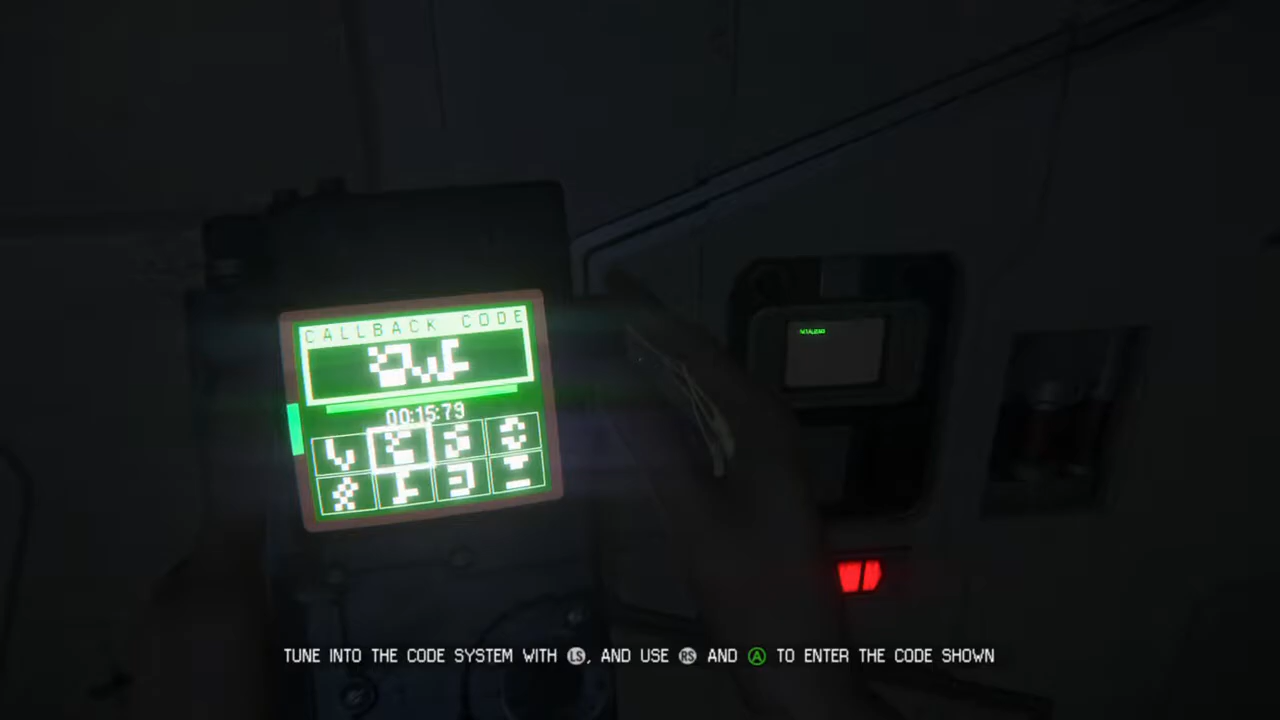 CALLBACK CODE
00:15:79
TUNE INTO THE CODE SYSTEM WITH LS, AND USE RS AND A TO ENTER THE CODE SHOWN